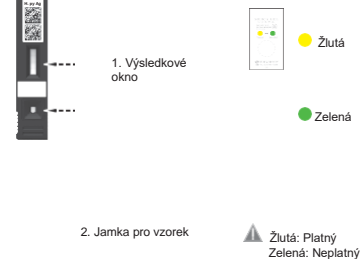 H. py Ag
1. Výsledkové
okno
Žlutá
Zelená
2. Jamka pro vzorek
Žlutá: Platný
Zelená: Neplatný